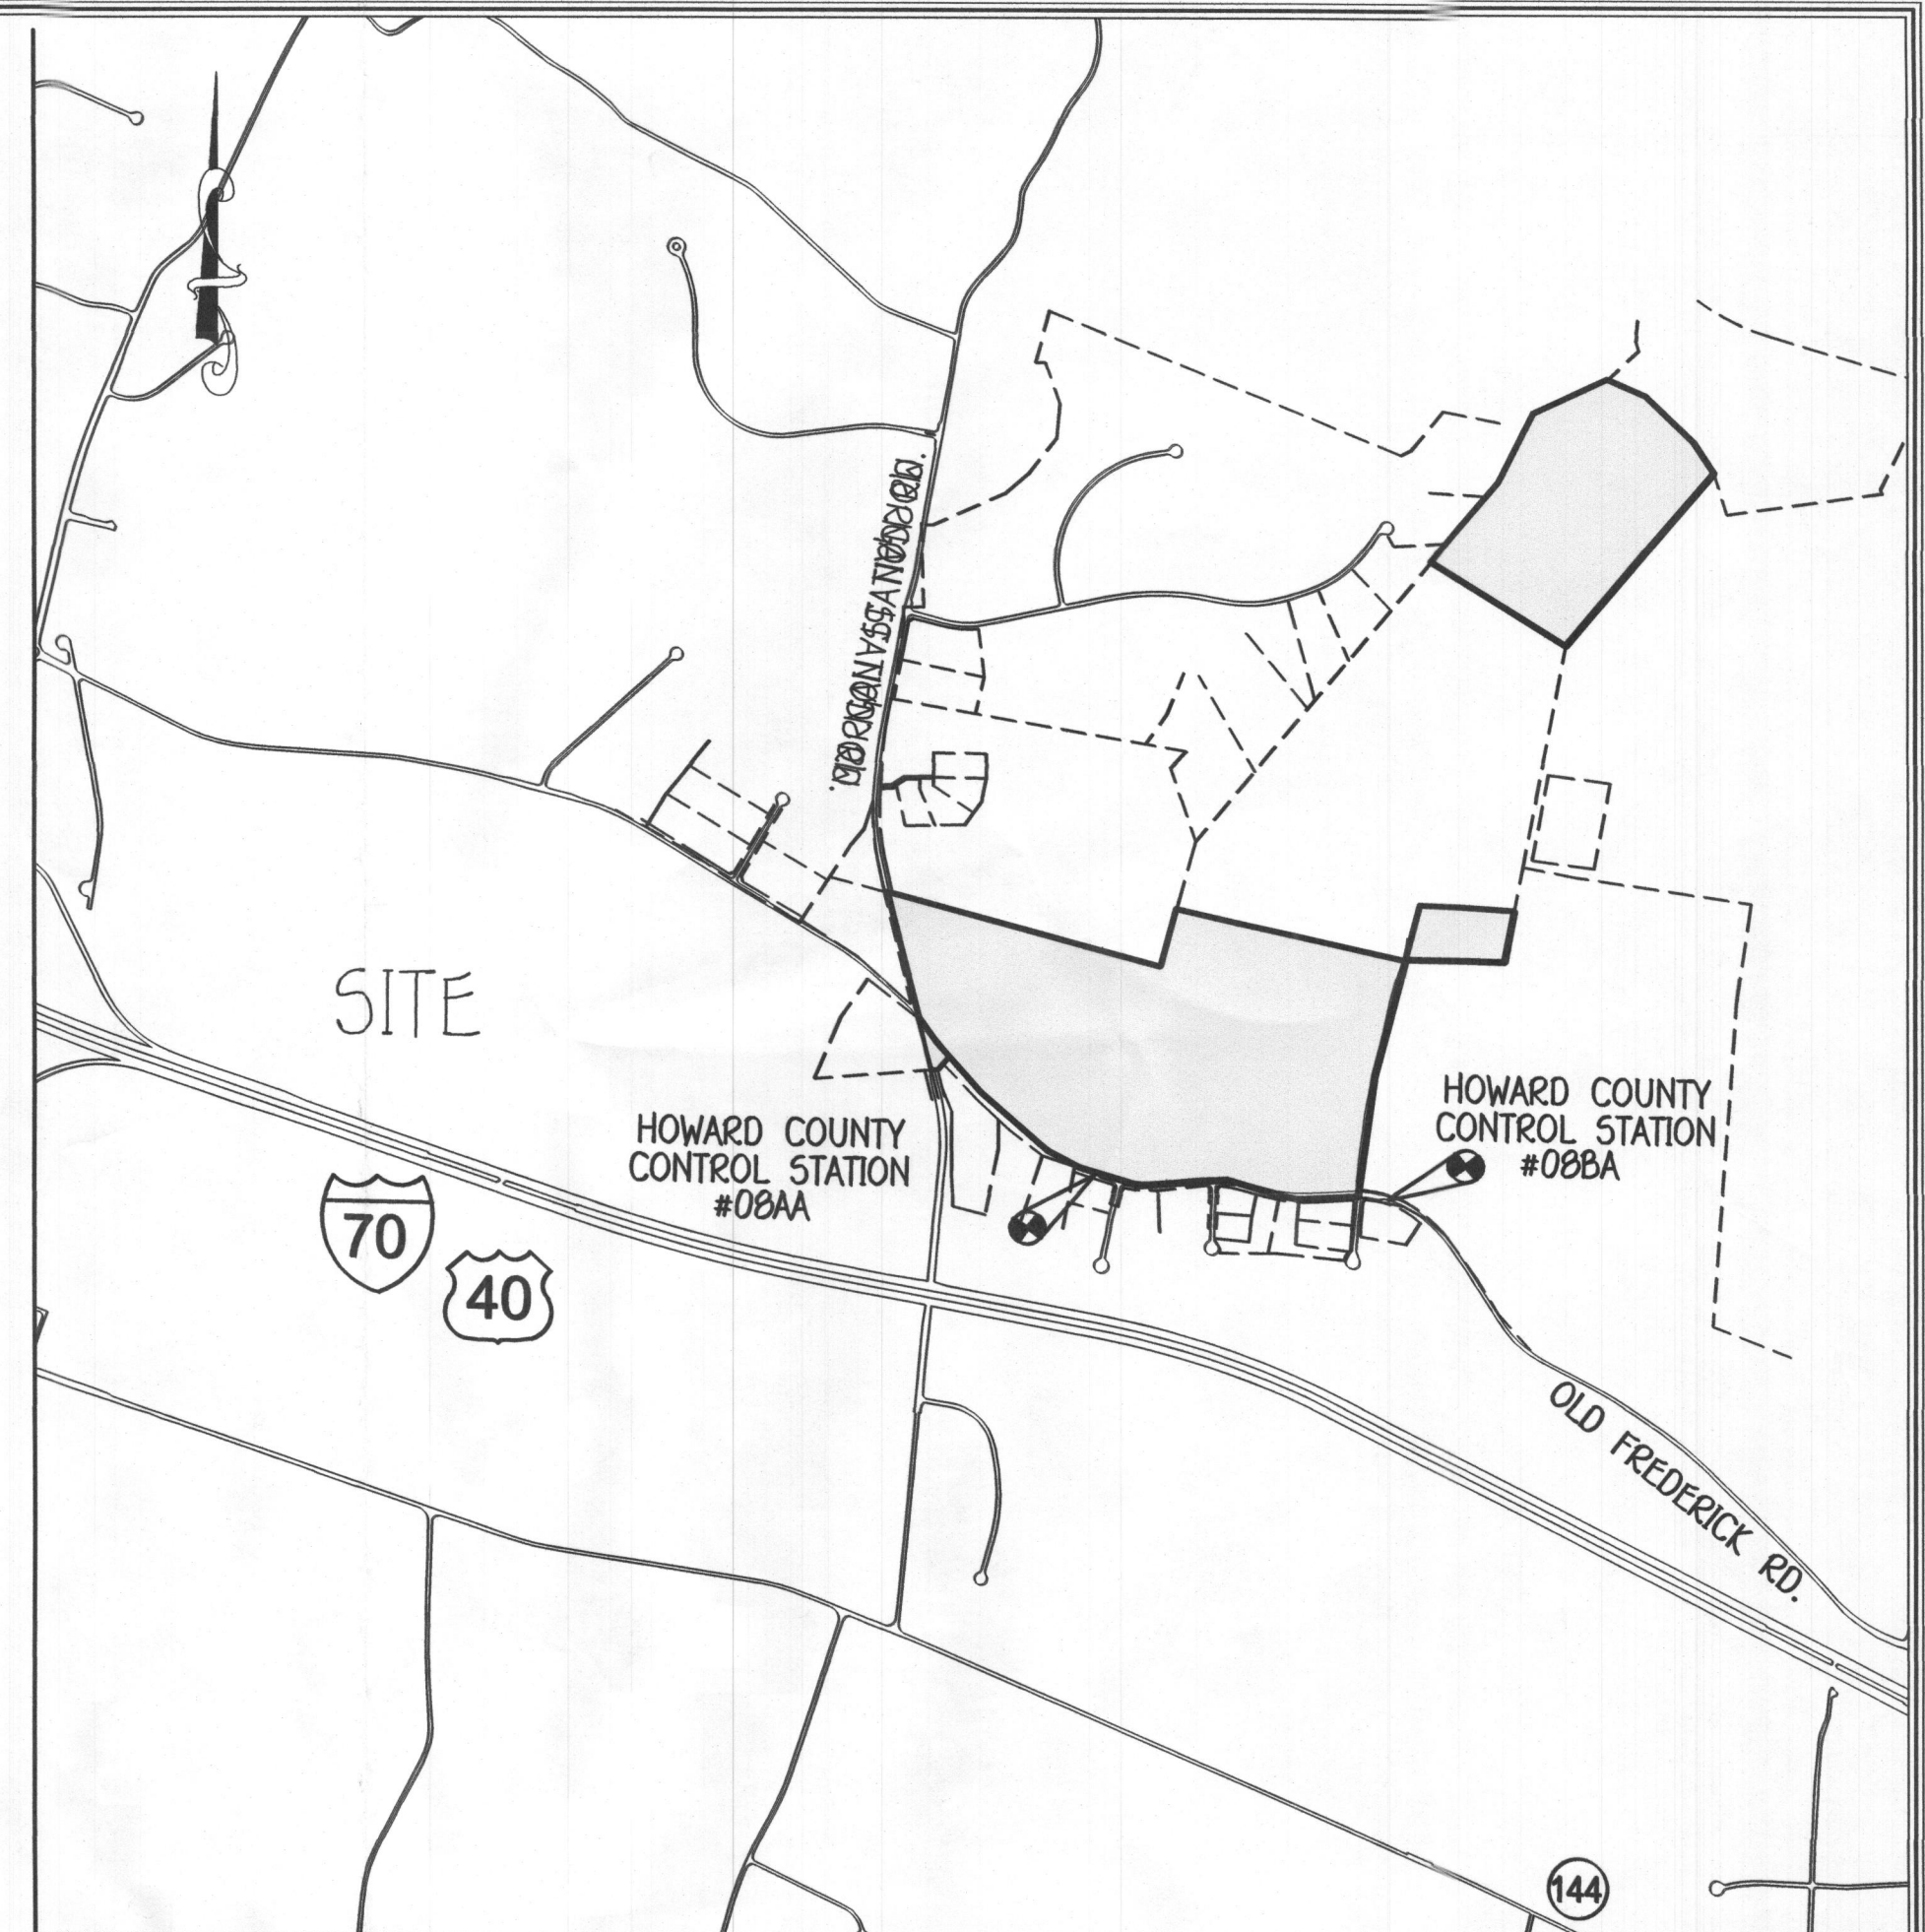 SITE
HOWARD COUNTY
CONTROL STATION
#08AA
HOWARD COUNTY
CONTROL STATION
#08BA
70
40
OLD FREDERICK RD.
144